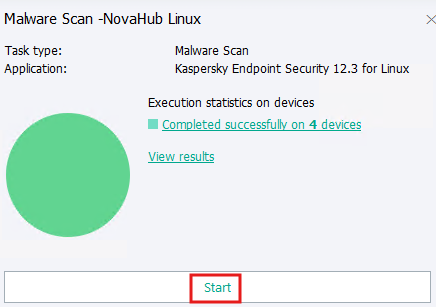 Malware Scan -NovaHub Linux
Task type: Malware Scan
Application: Kaspersky Endpoint Security 12.3 for Linux
Execution statistics on devices
Completed successfully on 4 devices
View results
Start